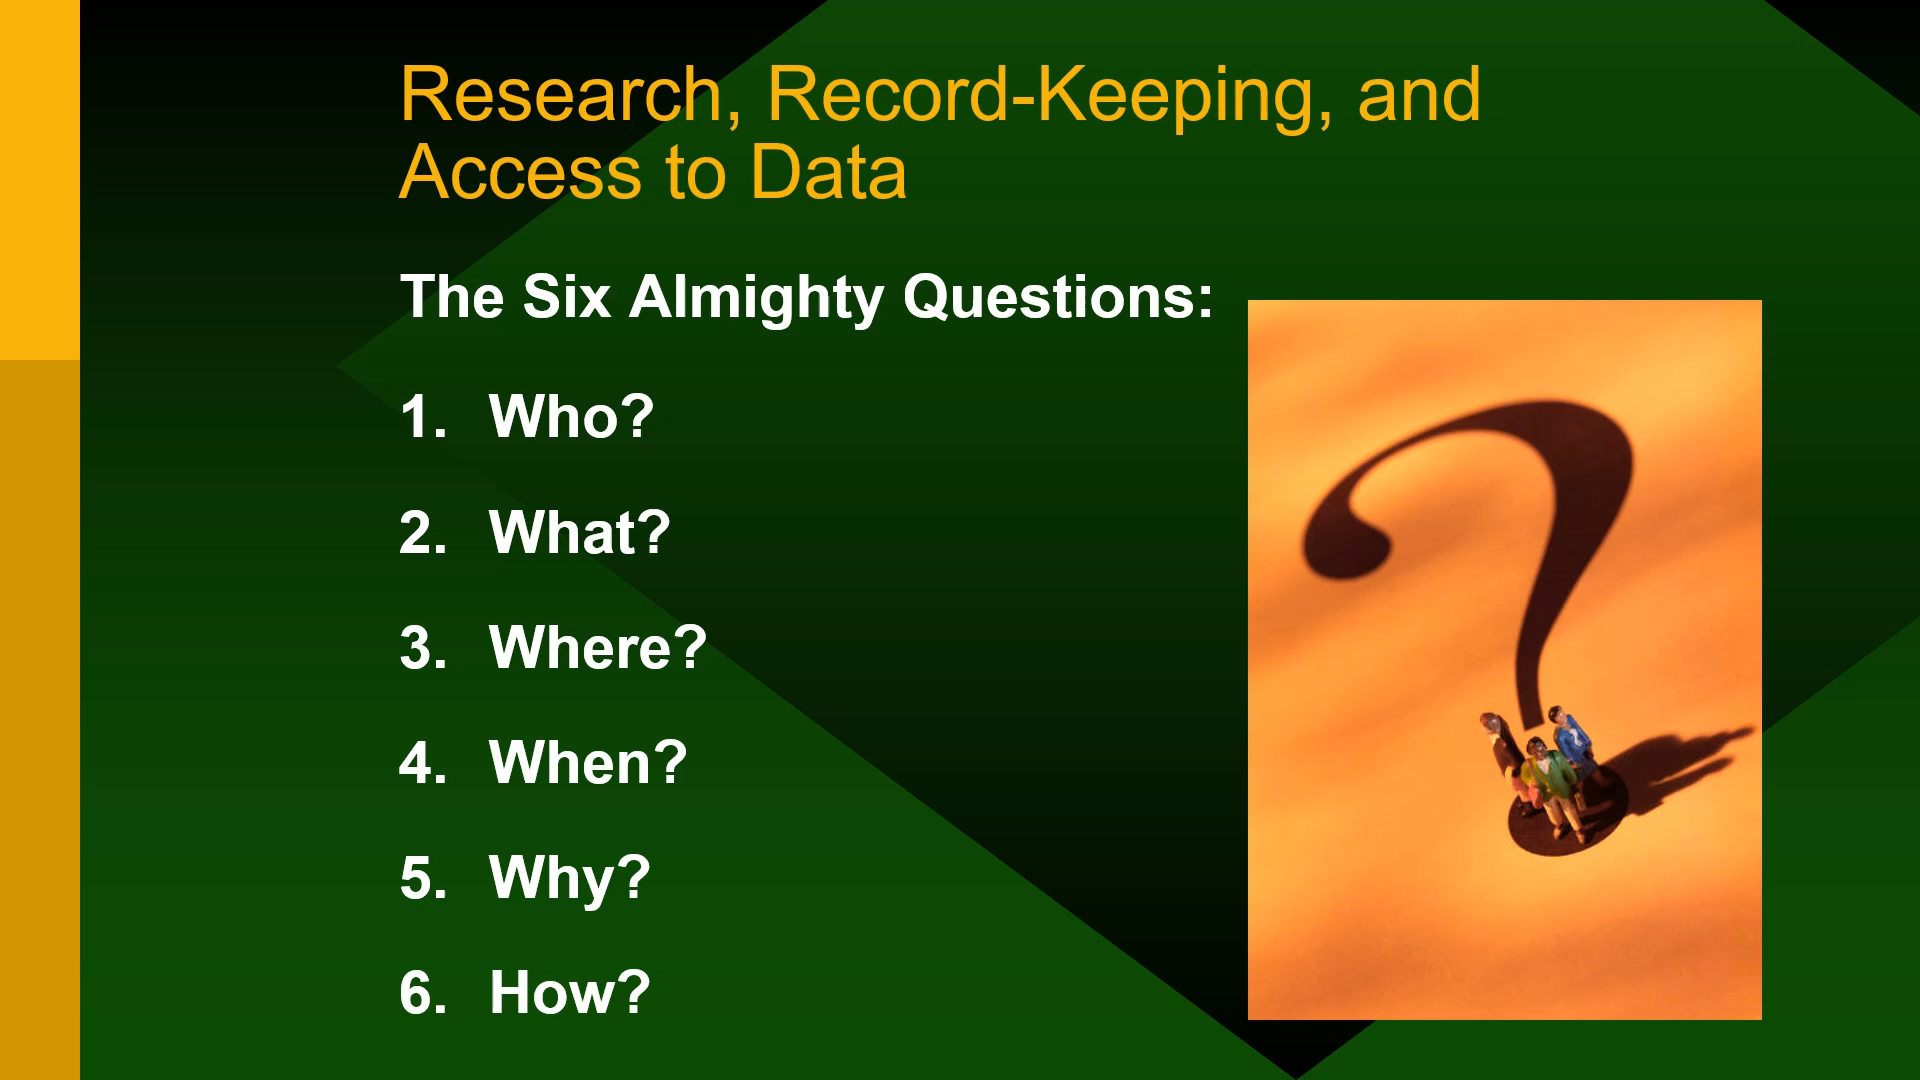 Research, Record-Keeping, and
Access to Data
The Six Almighty Questions:
1. Who?
2. What?
3. Where?
4. When?
5. Why?
6. How?